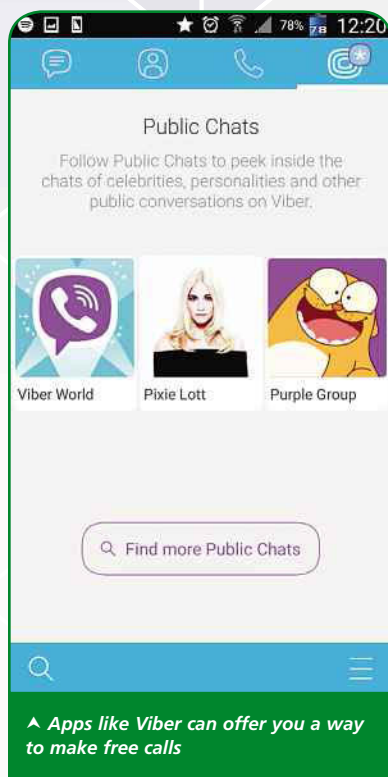 78% 78 12:20
Public Chats
Follow Public Chats to peek inside the
chats of celebrities, personalities and other
public conversations on Viber.
Viber World
Pixie Lott
Purple Group
Find more Public Chats
Apps like Viber can offer you a way
to make free calls